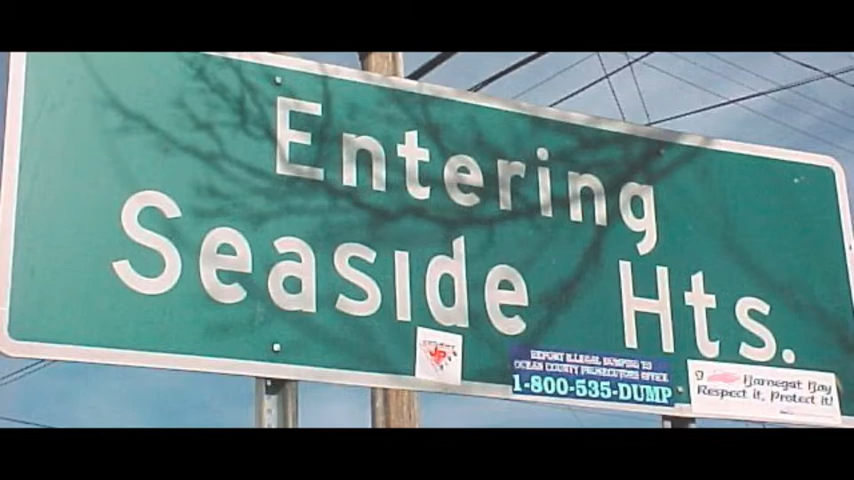 Entering
Seaside Hts.
REPORT ILLEGAL DUMPING TO
OCEAN COUNTY PROSECUTORS OFFICE
1-800-535-DUMP
I Barnegat Bay
Respect it, Protect it!